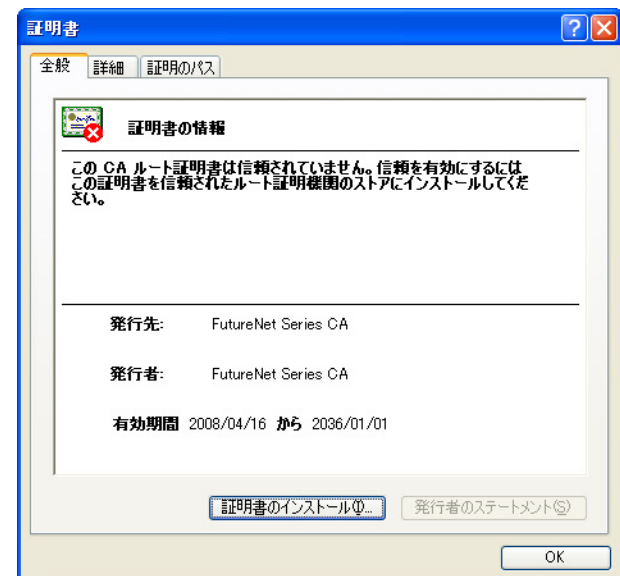 証明書
全般 詳細 証明のパス
証明書の情報
この CA ルート証明書は信頼されていません。信頼を有効にするには
この証明書を信頼されたルート証明機関のストアにインストールしてくだ
さい。
発行先: FutureNet Series CA
発行者: FutureNet Series CA
有効期間 2008/04/16 から 2036/01/01
証明書のインストール(I)... 発行者のステートメント(S)
OK